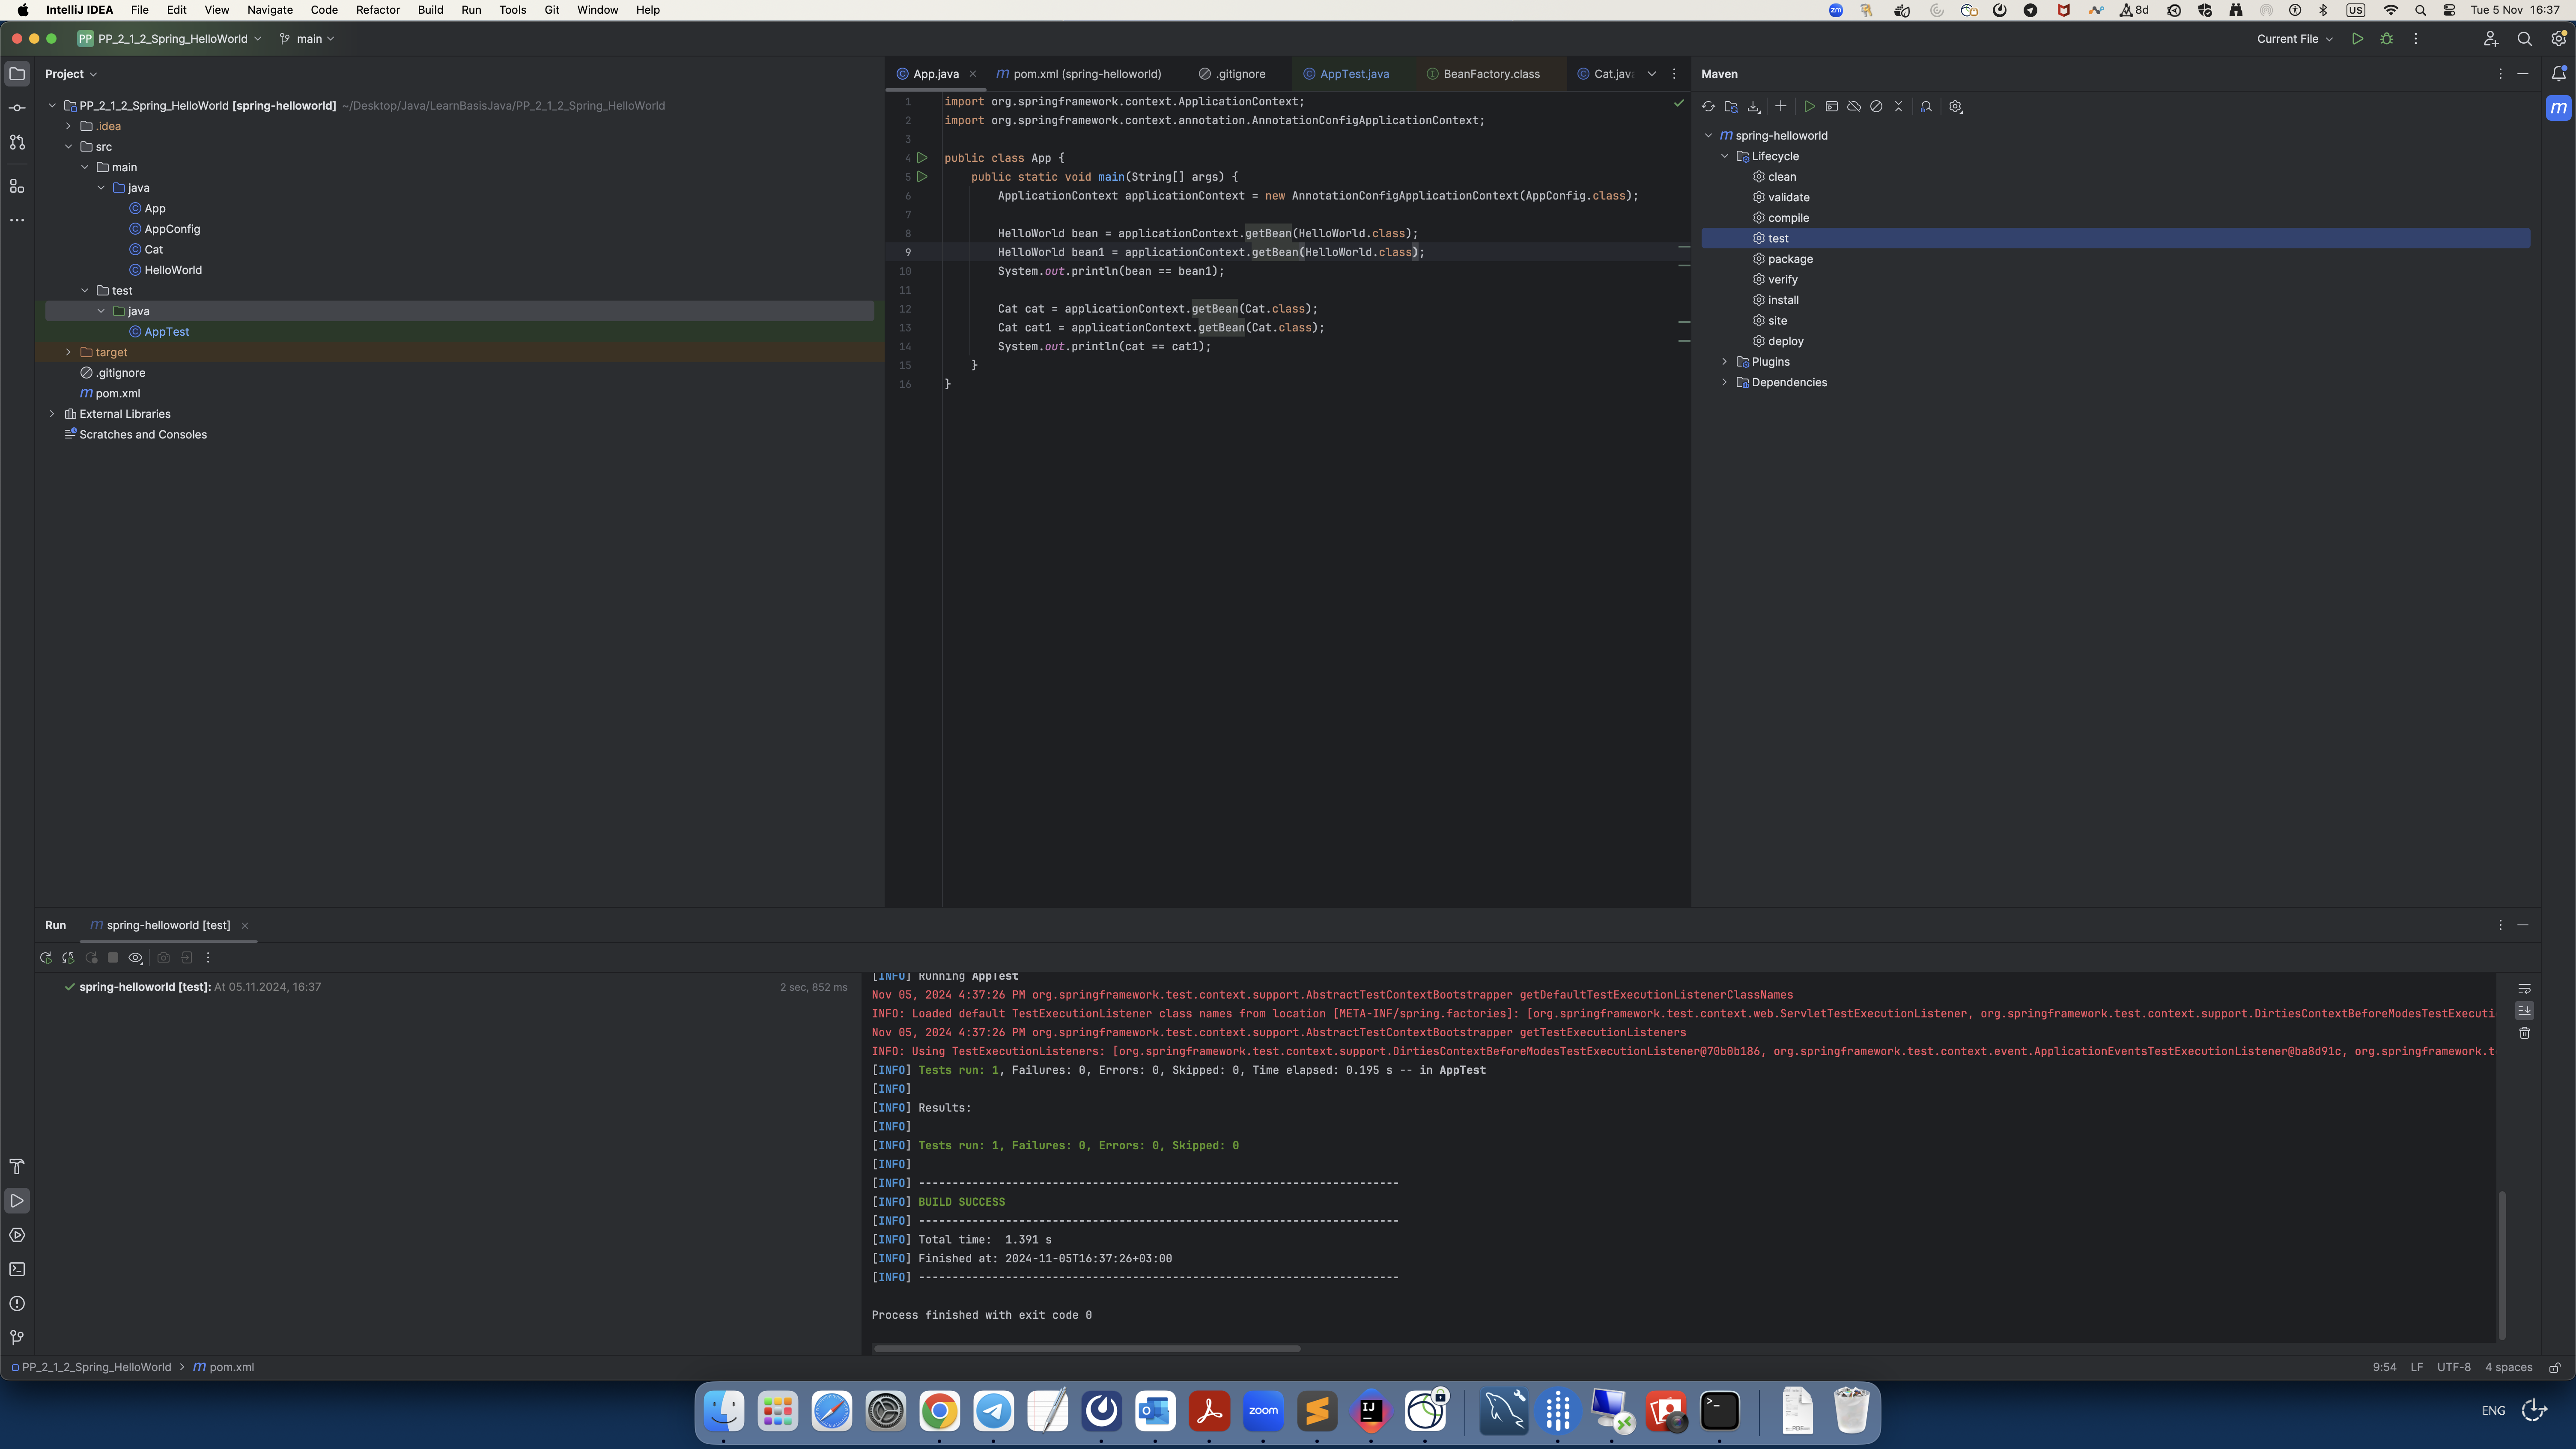 IntelliJ IDEA File Edit View Navigate Code Refactor Build Run Tools Git Window Help
zm 8d US Tue 5 Nov 16:37
PP PP_2_1_2_Spring_HelloWorld main
Current File
Project
PP_2_1_2_Spring_HelloWorld [spring-helloworld] ~/Desktop/Java/LearnBasisJava/PP_2_1_2_Spring_HelloWorld
.idea
src
main
java
App
AppConfig
Cat
HelloWorld
test
java
AppTest
target
.gitignore
pom.xml
External Libraries
Scratches and Consoles
App.java pom.xml (spring-helloworld) .gitignore AppTest.java BeanFactory.class Cat.java
1 import org.springframework.context.ApplicationContext;
2 import org.springframework.context.annotation.AnnotationConfigApplicationContext;
3
4 public class App {
5 public static void main(String[] args) {
6 ApplicationContext applicationContext = new AnnotationConfigApplicationContext(AppConfig.class);
7
8 HelloWorld bean = applicationContext.getBean(HelloWorld.class);
9 HelloWorld bean1 = applicationContext.getBean(HelloWorld.class);
10 System.out.println(bean == bean1);
11
12 Cat cat = applicationContext.getBean(Cat.class);
13 Cat cat1 = applicationContext.getBean(Cat.class);
14 System.out.println(cat == cat1);
15 }
16 }
Maven
spring-helloworld
Lifecycle
clean
validate
compile
test
package
verify
install
site
deploy
Plugins
Dependencies
Run spring-helloworld [test]
spring-helloworld [test]: At 05.11.2024, 16:37 2 sec, 852 ms
[INFO] Running AppTest
Nov 05, 2024 4:37:26 PM org.springframework.test.context.support.AbstractTestContextBootstrapper getDefaultTestExecutionListenerClassNames
INFO: Loaded default TestExecutionListener class names from location [META-INF/spring.factories]: [org.springframework.test.context.web.ServletTestExecutionListener, org.springframework.test.context.support.DirtiesContextBeforeModesTestExecuti
Nov 05, 2024 4:37:26 PM org.springframework.test.context.support.AbstractTestContextBootstrapper getTestExecutionListeners
INFO: Using TestExecutionListeners: [org.springframework.test.context.support.DirtiesContextBeforeModesTestExecutionListener@70b0b186, org.springframework.test.context.event.ApplicationEventsTestExecutionListener@ba8d91c, org.springframework.t
[INFO] Tests run: 1, Failures: 0, Errors: 0, Skipped: 0, Time elapsed: 0.195 s -- in AppTest
[INFO]
[INFO] Results:
[INFO]
[INFO] Tests run: 1, Failures: 0, Errors: 0, Skipped: 0
[INFO]
[INFO] ------------------------------------------------------------------------
[INFO] BUILD SUCCESS
[INFO] ------------------------------------------------------------------------
[INFO] Total time:  1.391 s
[INFO] Finished at: 2024-11-05T16:37:26+03:00
[INFO] ------------------------------------------------------------------------
Process finished with exit code 0
PP_2_1_2_Spring_HelloWorld > pom.xml
9:54 LF UTF-8 4 spaces
zoom IJ PDF
ENG